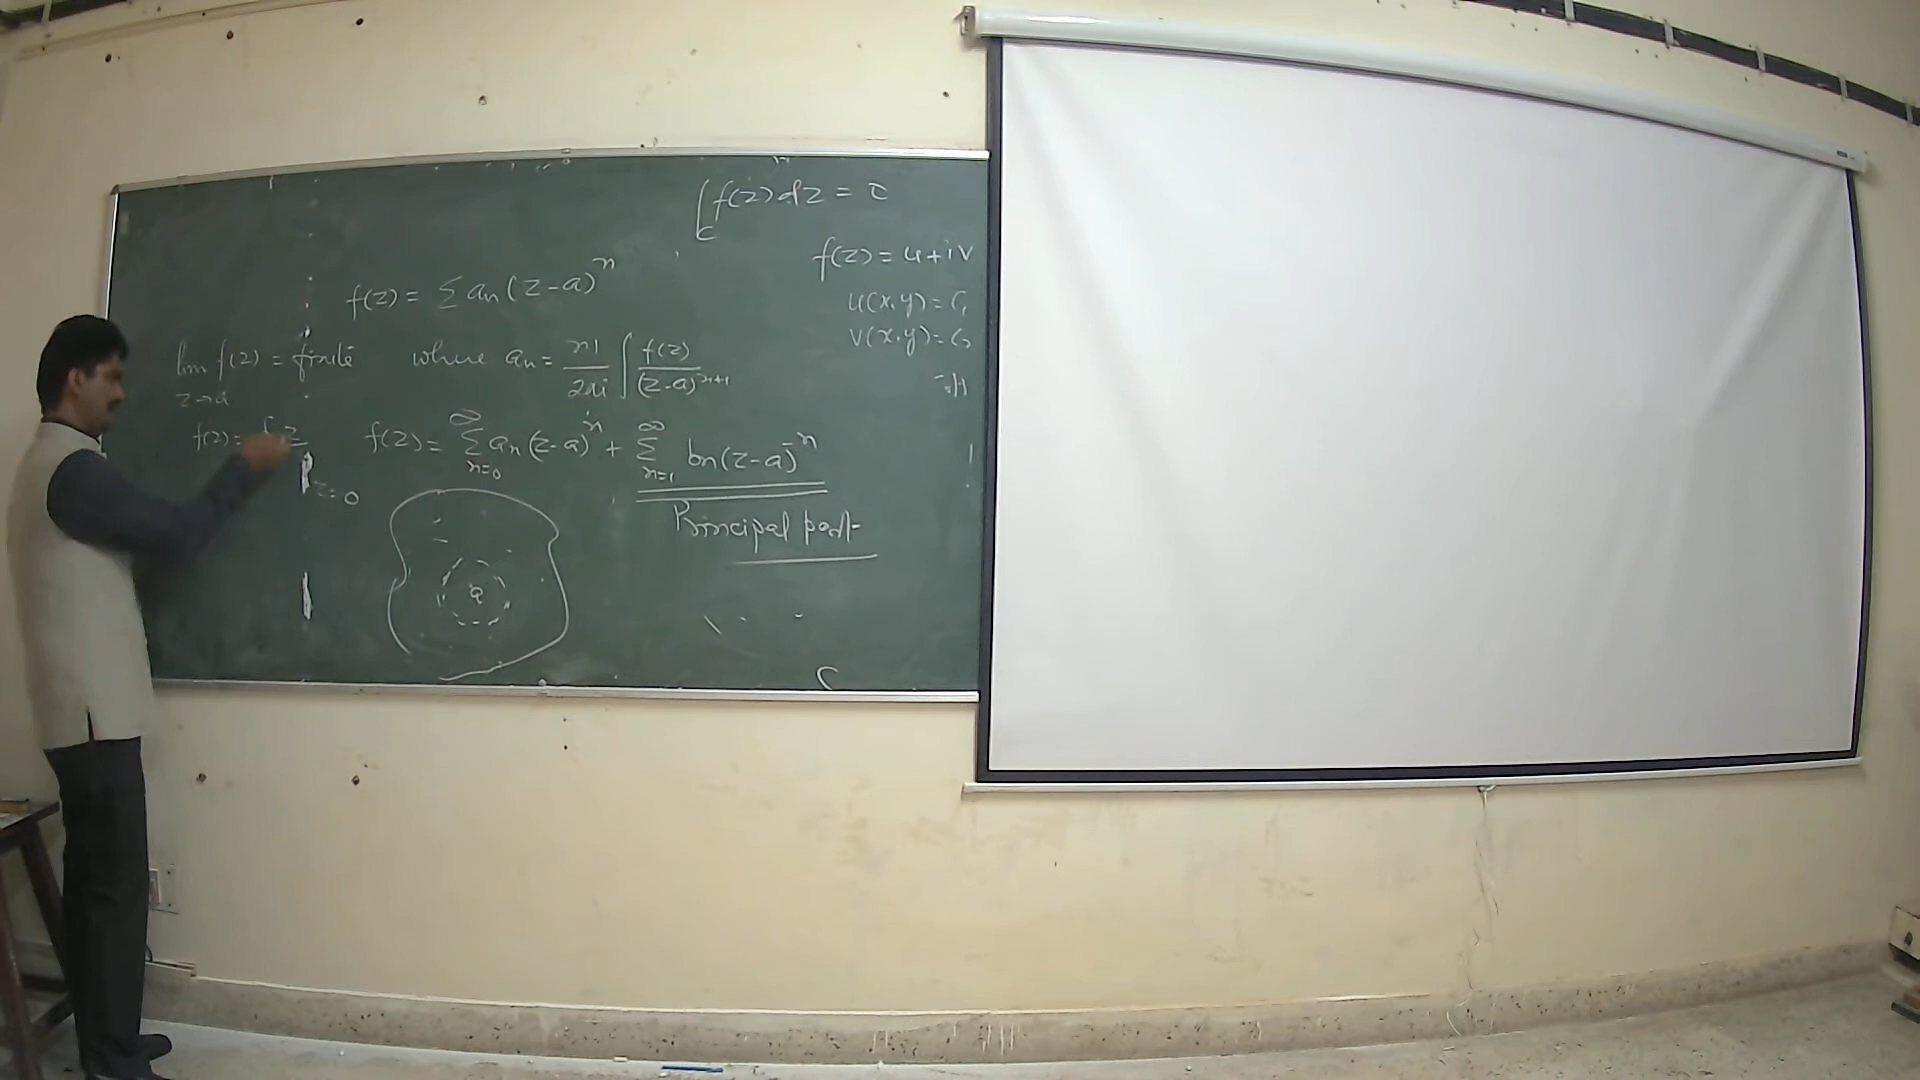 ∫_C f(z) dz = 
f(z) = u+iv
f(z) = Σ an (z-a)^n
u(x,y) = C₁
v(x,y) = C₂
lim z→a f(z) = finite
where an = n!/2πi ∫ f(z)/(z-a)^n+1
f(z) =
f(z) = Σ_{n=0}^∞ an (z-a)^n + Σ_{n=1}^∞ bn (z-a)^-n
z=0
Principal part
a